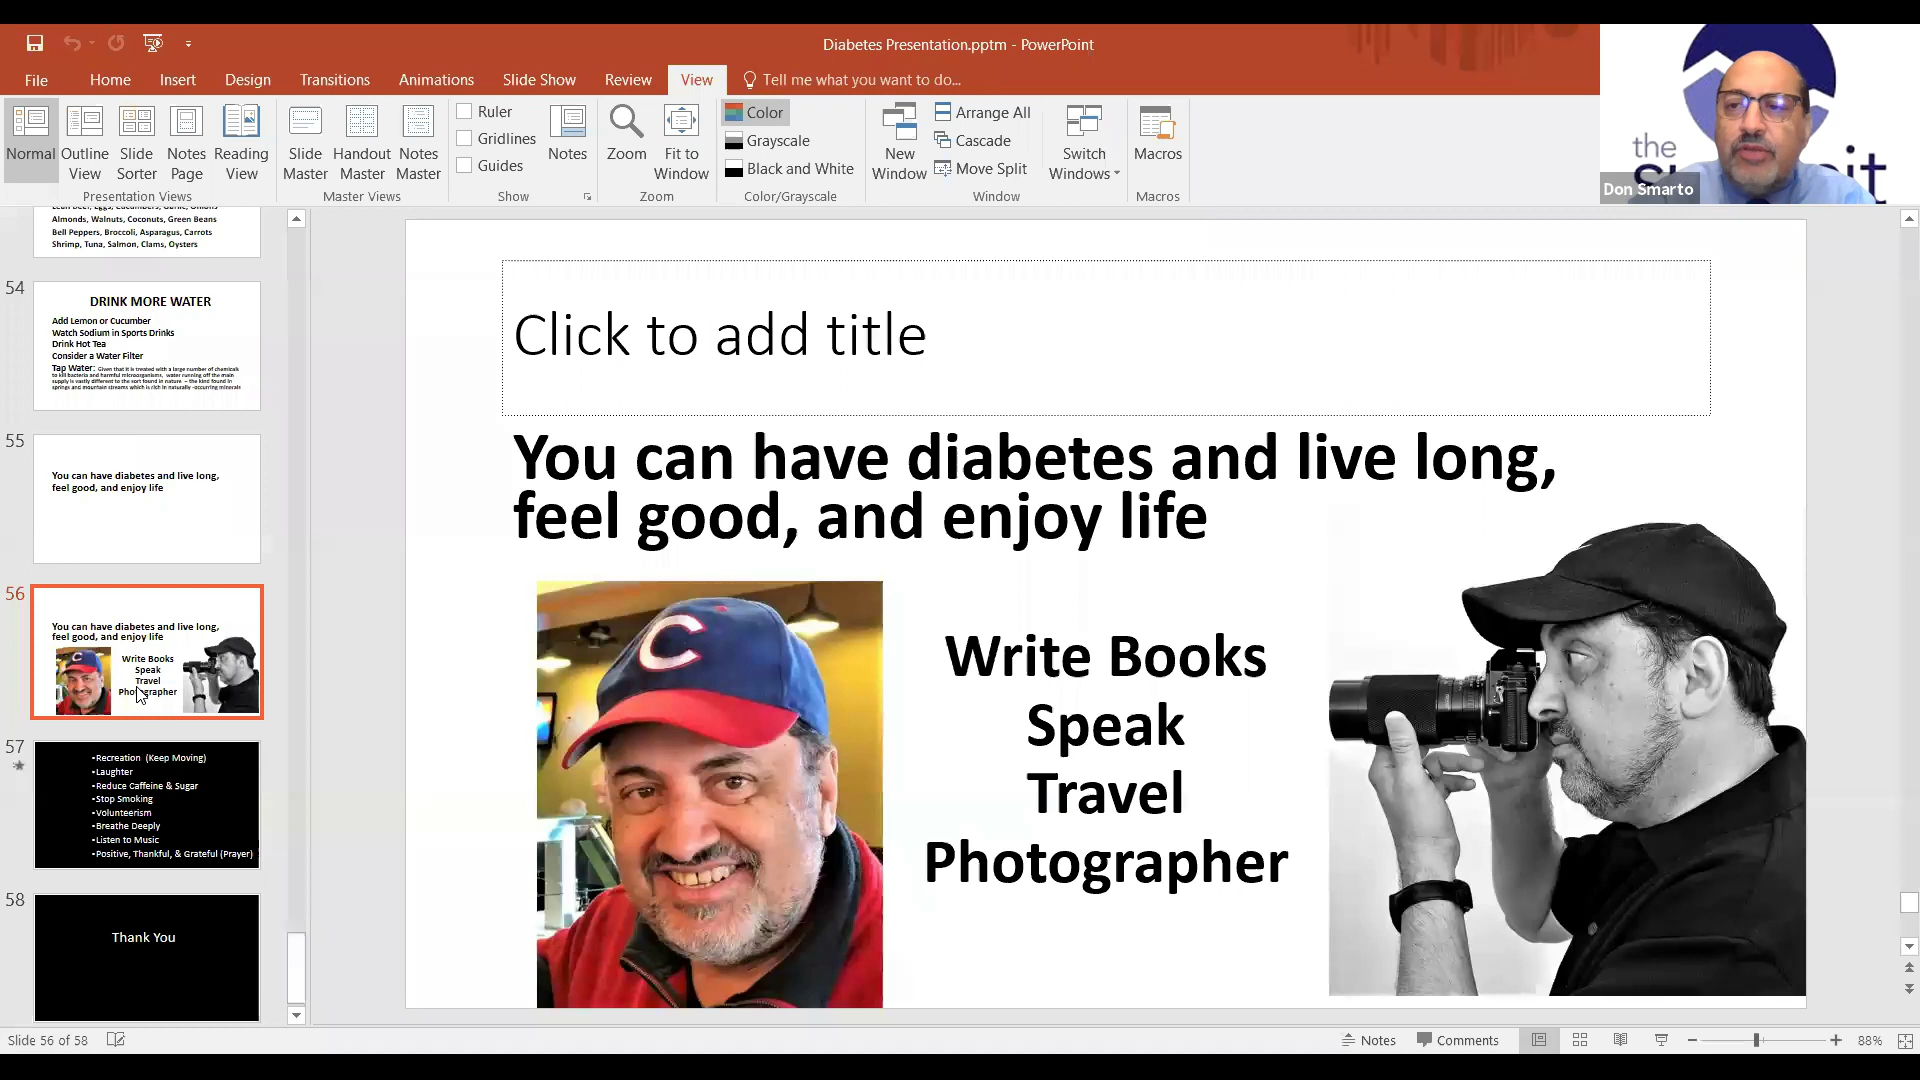 Diabetes Presentation.pptm - PowerPoint
File Home Insert Design Transitions Animations Slide Show Review View Tell me what you want to do...
Normal
Outline View
Slide Sorter
Notes Page
Reading View
Presentation Views
Slide Master
Handout Master
Notes Master
Master Views
Ruler
Gridlines
Guides
Notes
Show
Zoom
Fit to Window
Zoom
Color
Grayscale
Black and White
Color/Grayscale
New Window
Arrange All
Cascade
Move Split
Switch Windows
Window
Macros
Macros
the
Don Smarto
Almonds, Walnuts, Coconuts, Green Beans
Bell Peppers, Broccoli, Asparagus, Carrots
Shrimp, Tuna, Salmon, Clams, Oysters
54
DRINK MORE WATER
Add Lemon or Cucumber
Watch Sodium in Sports Drinks
Drink Hot Tea
Consider a Water Filter
Tap Water: Given that it is treated with a large number of chemicals
to kill bacteria and harmful microorganisms, water running off the main
supply is vastly different to the sort found in nature - the kind found in
springs and mountain streams which is rich in naturally -occurring minerals
55
You can have diabetes and live long,
feel good, and enjoy life
56
You can have diabetes and live long,
feel good, and enjoy life
Write Books
Speak
Travel
Photographer
57
•Recreation (Keep Moving)
•Laughter
•Reduce Caffeine & Sugar
•Stop Smoking
•Volunteerism
•Breathe Deeply
•Listen to Music
•Positive, Thankful, & Grateful (Prayer)
58
Thank You
Click to add title
You can have diabetes and live long,
feel good, and enjoy life
C
Write Books
Speak
Travel
Photographer
Slide 56 of 58
Notes
Comments
88%